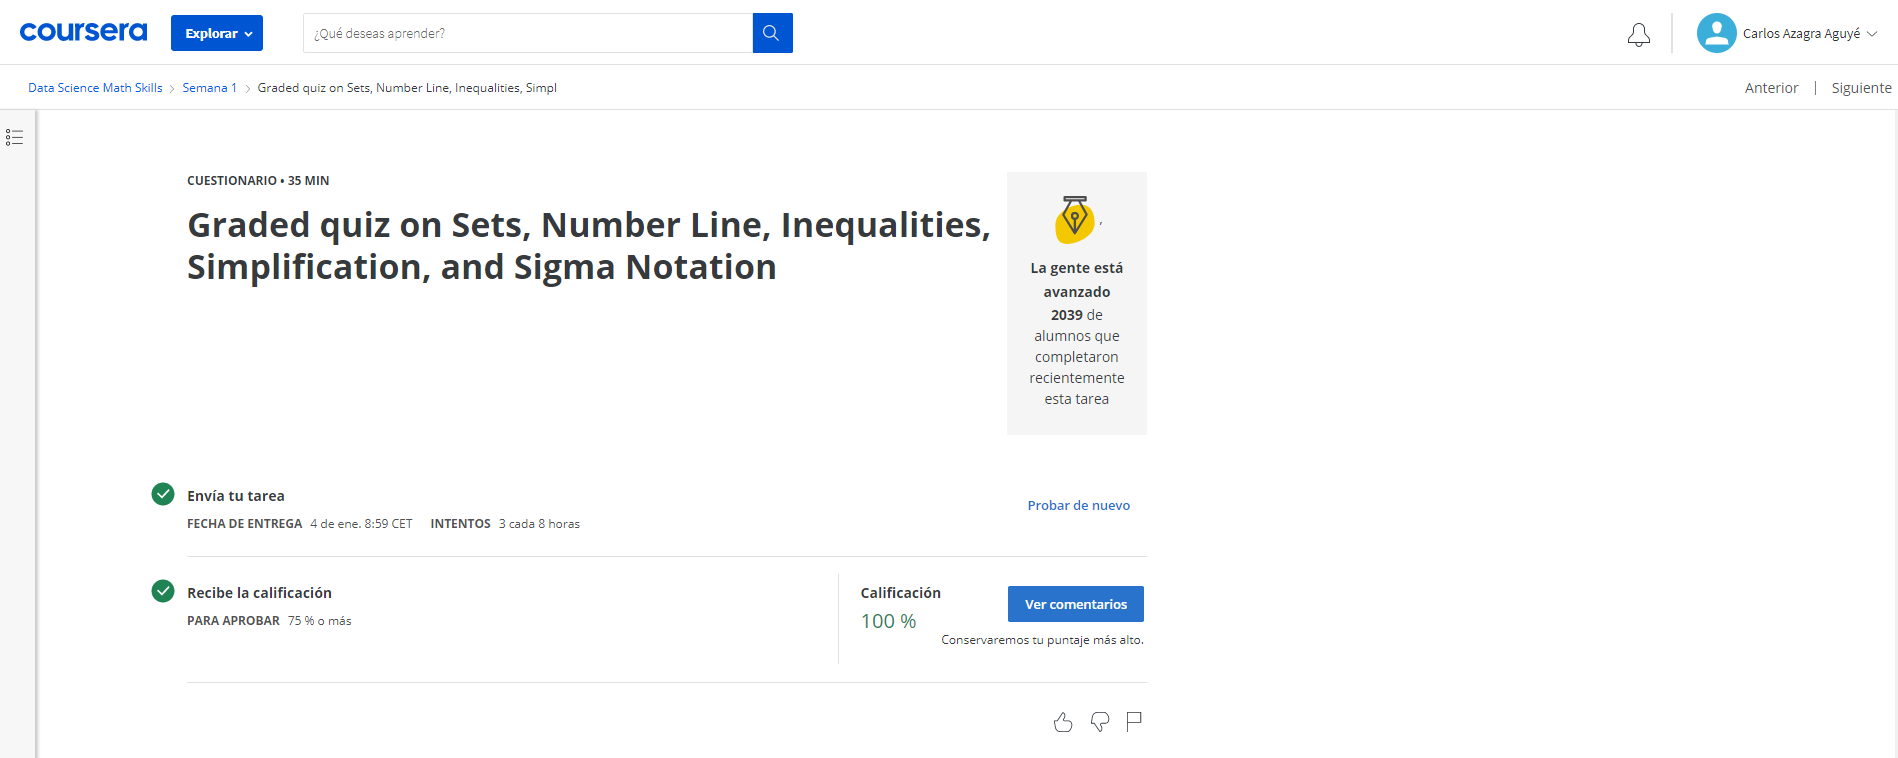 coursera
Explorar
¿Qué deseas aprender?
Carlos Azagra Aguyé
Data Science Math Skills
Semana 1
Graded quiz on Sets, Number Line, Inequalities, Simpl
Anterior
Siguiente
CUESTIONARIO • 35 MIN
Graded quiz on Sets, Number Line, Inequalities,
Simplification, and Sigma Notation
,
La gente está
avanzado
2039 de
alumnos que
completaron
recientemente
esta tarea
Envía tu tarea
FECHA DE ENTREGA 4 de ene. 8:59 CET INTENTOS 3 cada 8 horas
Probar de nuevo
Recibe la calificación
PARA APROBAR 75 % o más
Calificación
100 %
Ver comentarios
Conservaremos tu puntaje más alto.